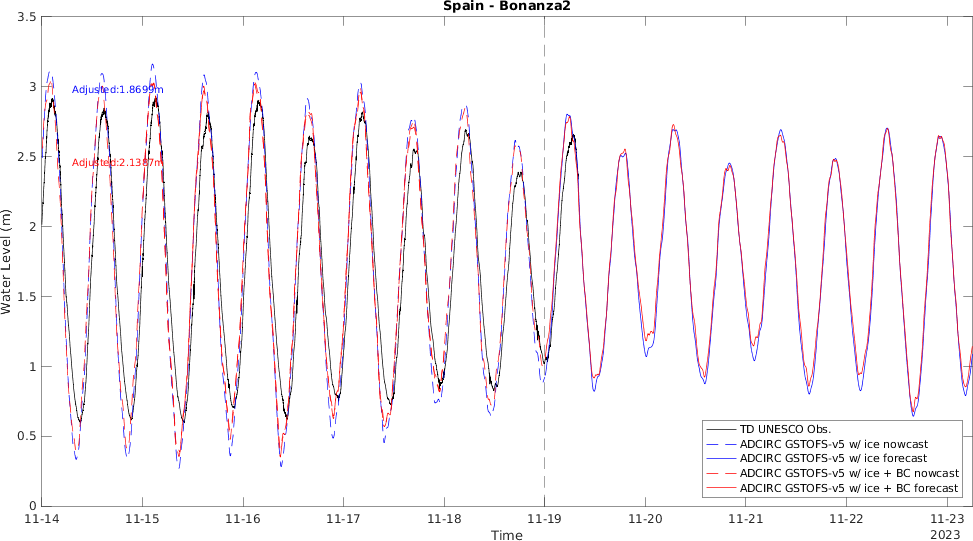 Spain - Bonanza2
3.5
3
2.5
2
1.5
1
0.5
0
Water Level (m)
Adjusted:1.8699m
Adjusted:2.1387m
TD UNESCO Obs.
ADCIRC GSTOFS-v5 w/ ice nowcast
ADCIRC GSTOFS-v5 w/ ice forecast
ADCIRC GSTOFS-v5 w/ ice + BC nowcast
ADCIRC GSTOFS-v5 w/ ice + BC forecast
11-14 11-15 11-16 11-17 11-18 11-19 11-20 11-21 11-22 11-23
Time
2023